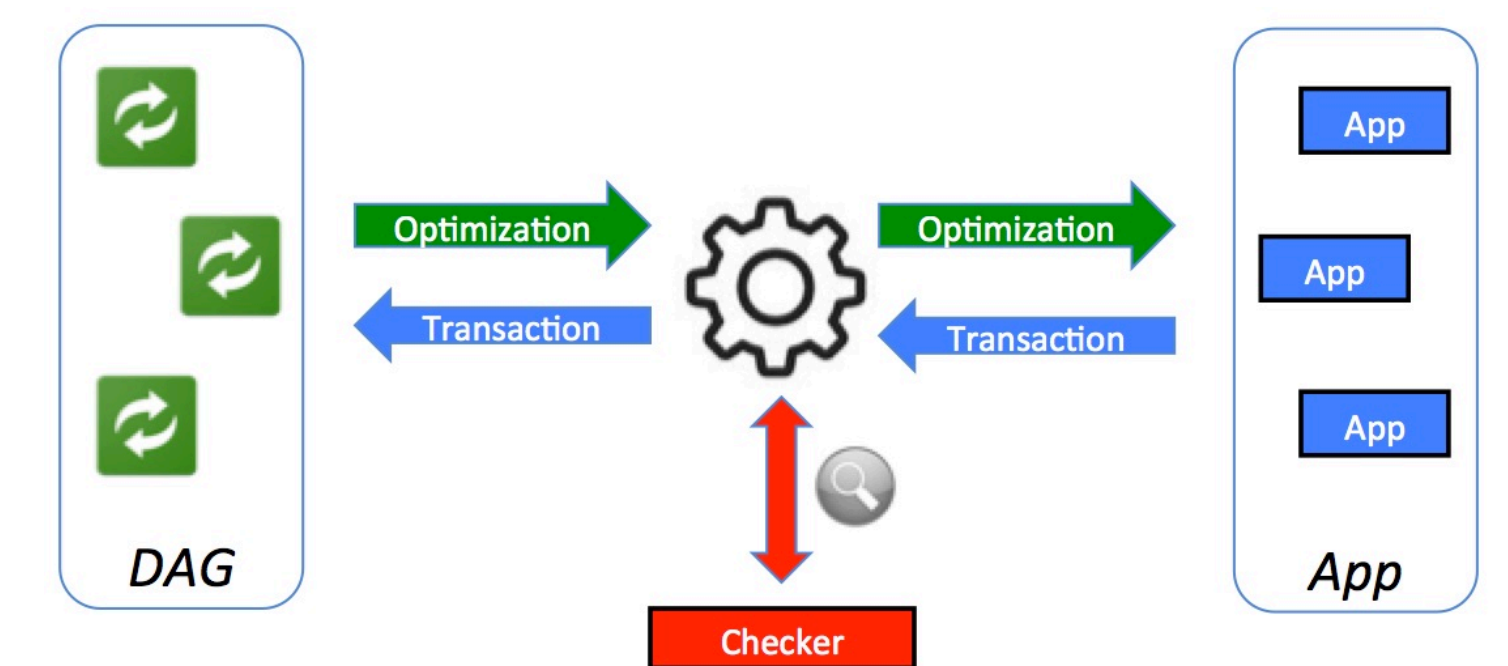 App
Optimization
Optimization
App
Transaction
Transaction
App
DAG
App
Checker